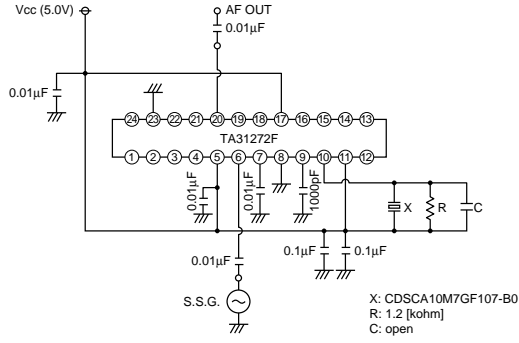 Vcc (5.0V)
AF OUT
0.01μF
0.01μF
24 23 22 21 20 19 18 17 16 15 14 13
TA31272F
1 2 3 4 5 6 7 8 9 10 11 12
0.01μF
0.01μF
1000pF
X
R
C
0.01μF
0.1μF
0.1μF
S.S.G.
X: CDSCA10M7GF107-B0
R: 1.2 [kohm]
C: open